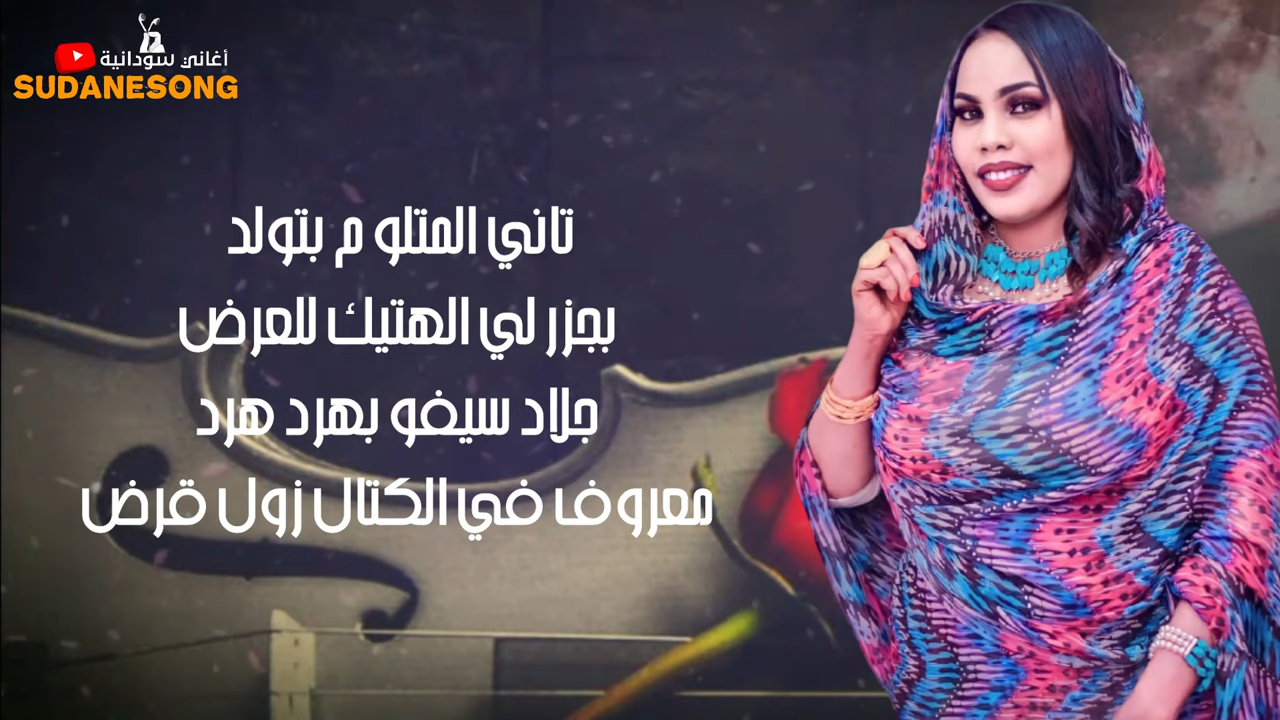 أغاني سودانية
SUDANESONG
تاني المتلو م بتولد
بجزر لي الهتيك للعرض
جلاد سيفو بهرد هرد
معروف في الكتال زول قرض